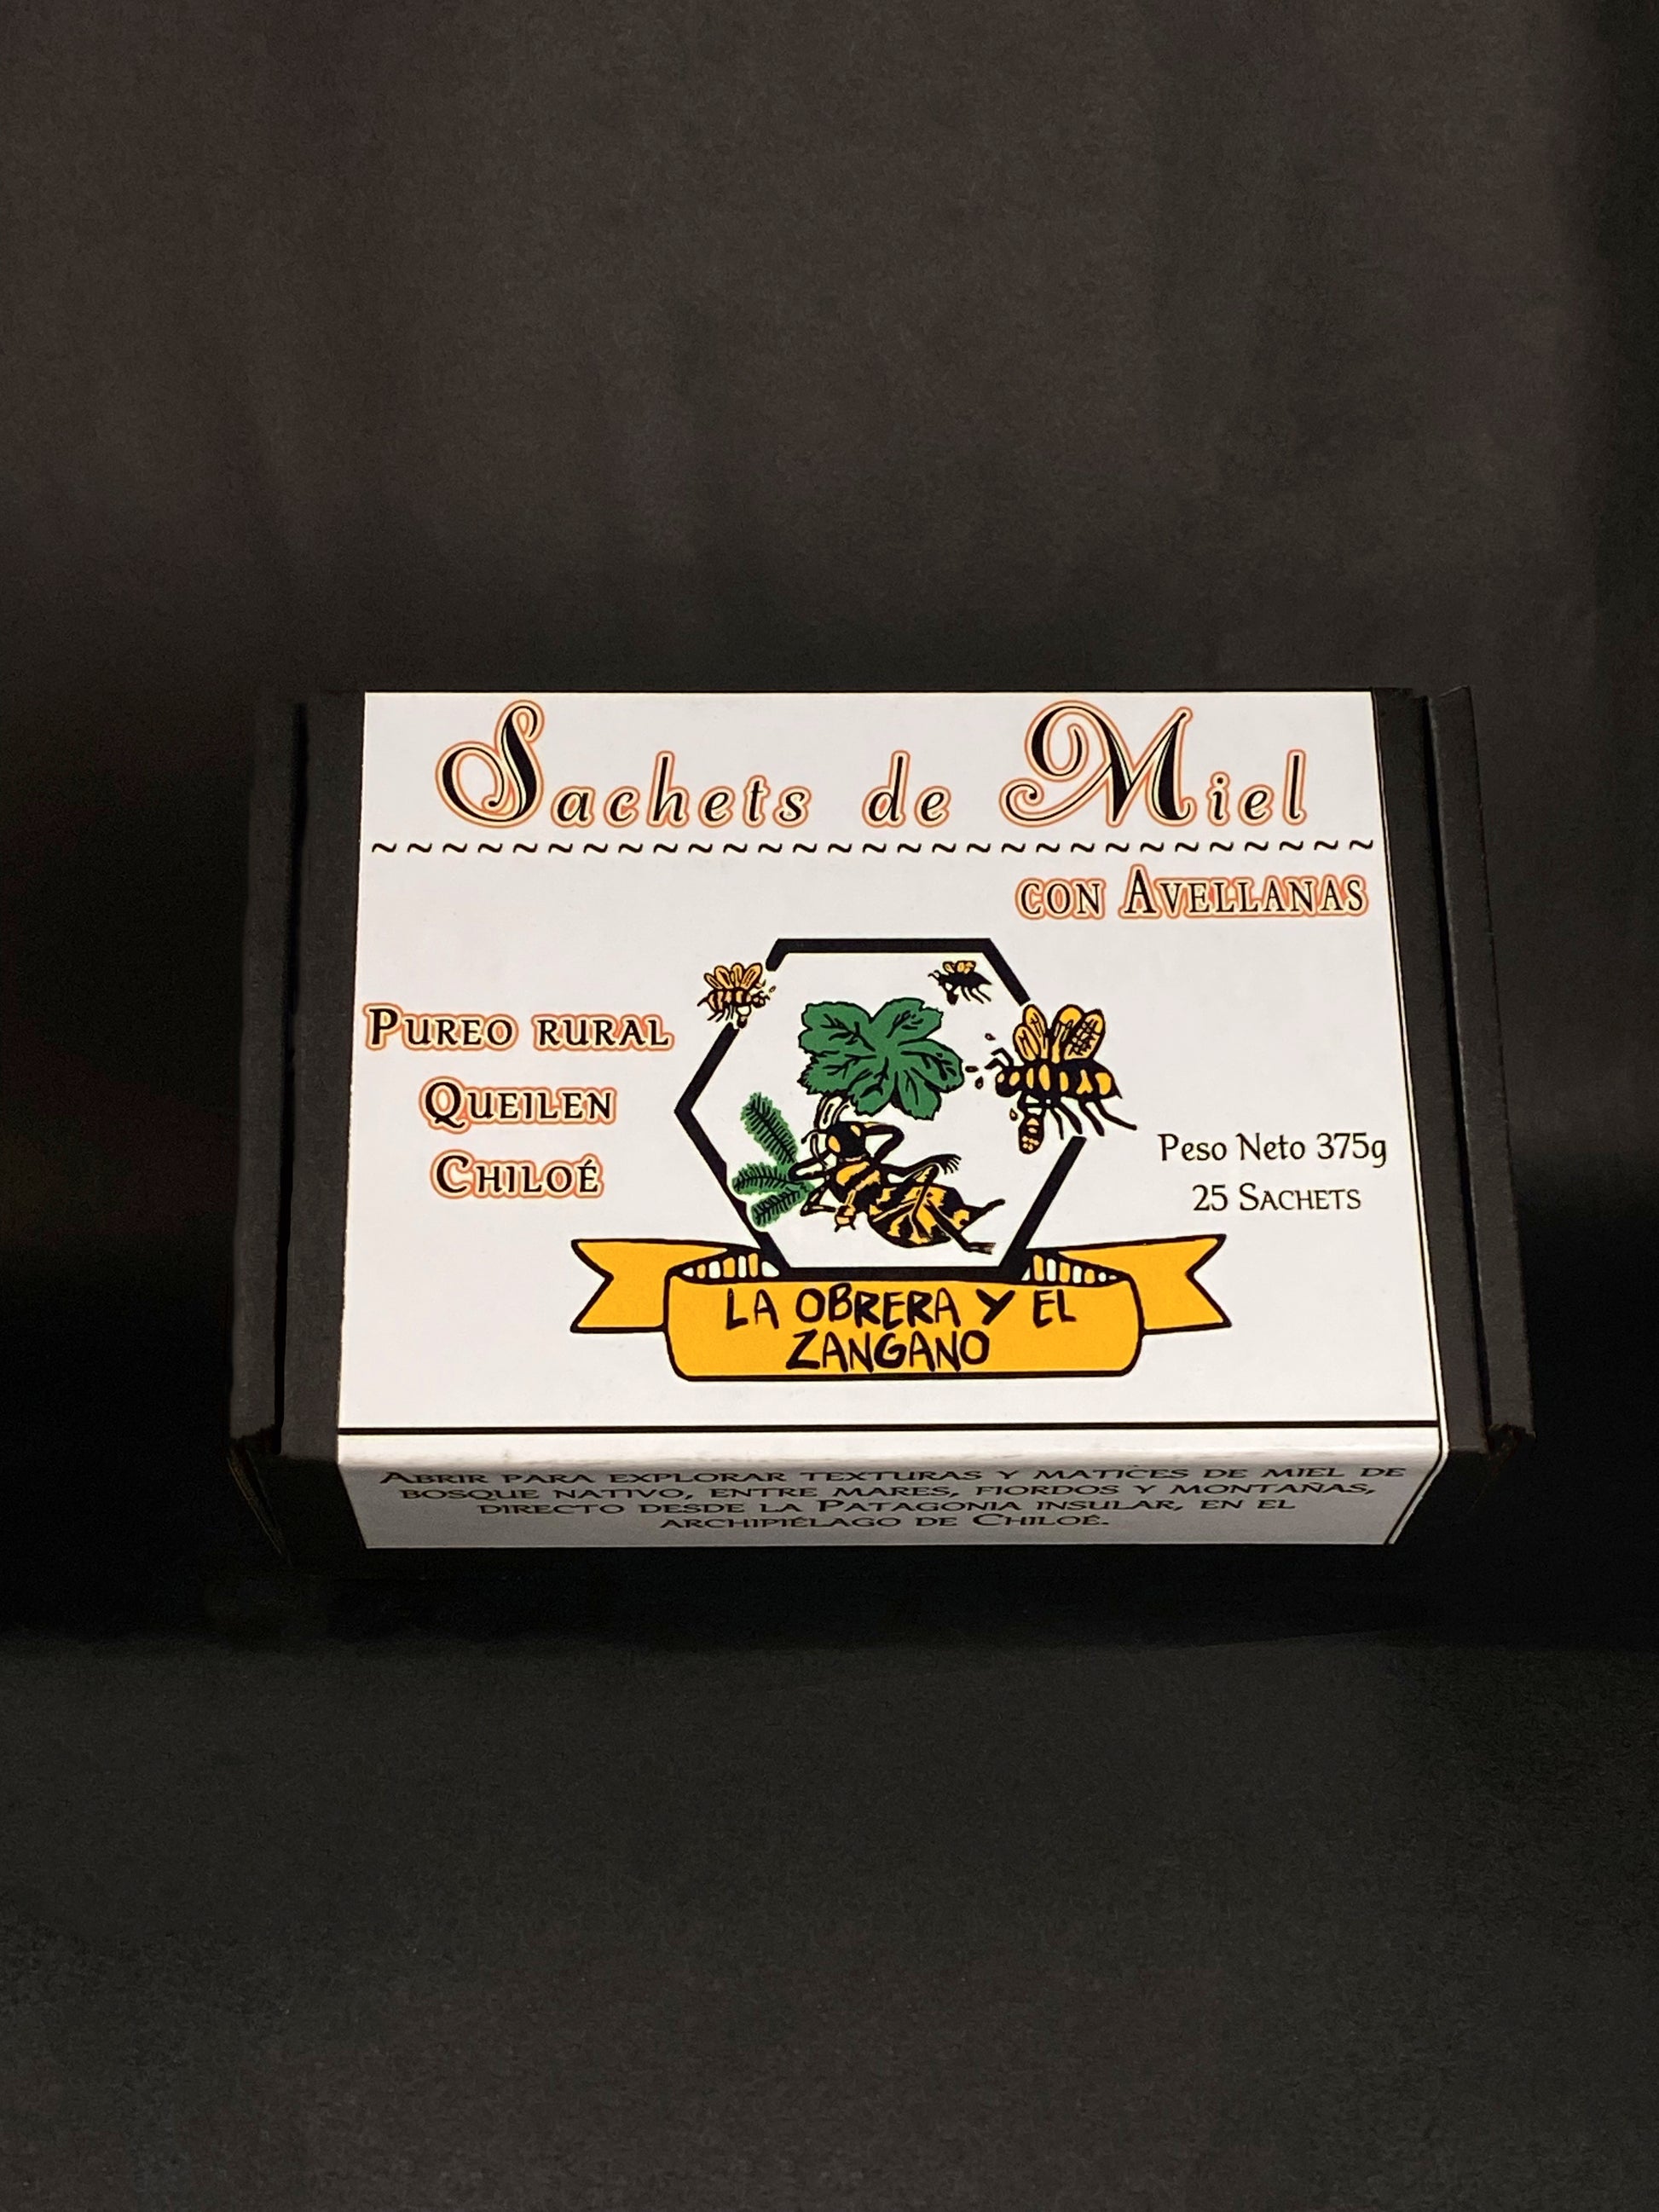 Sachets de Miel
~~~~~~~~~~~~~~~~~~~~~~~~~~~~~
con Avellanas
Pureo rural
Queilen
Chiloé
Peso Neto 375g
25 Sachets
LA OBRERA Y EL
ZANGANO
Abrir para explorar texturas y matices de miel de
bosque nativo, entre mares, fiordos y montañas,
directo desde la Patagonia insular, en el
archipiélago de Chiloé.